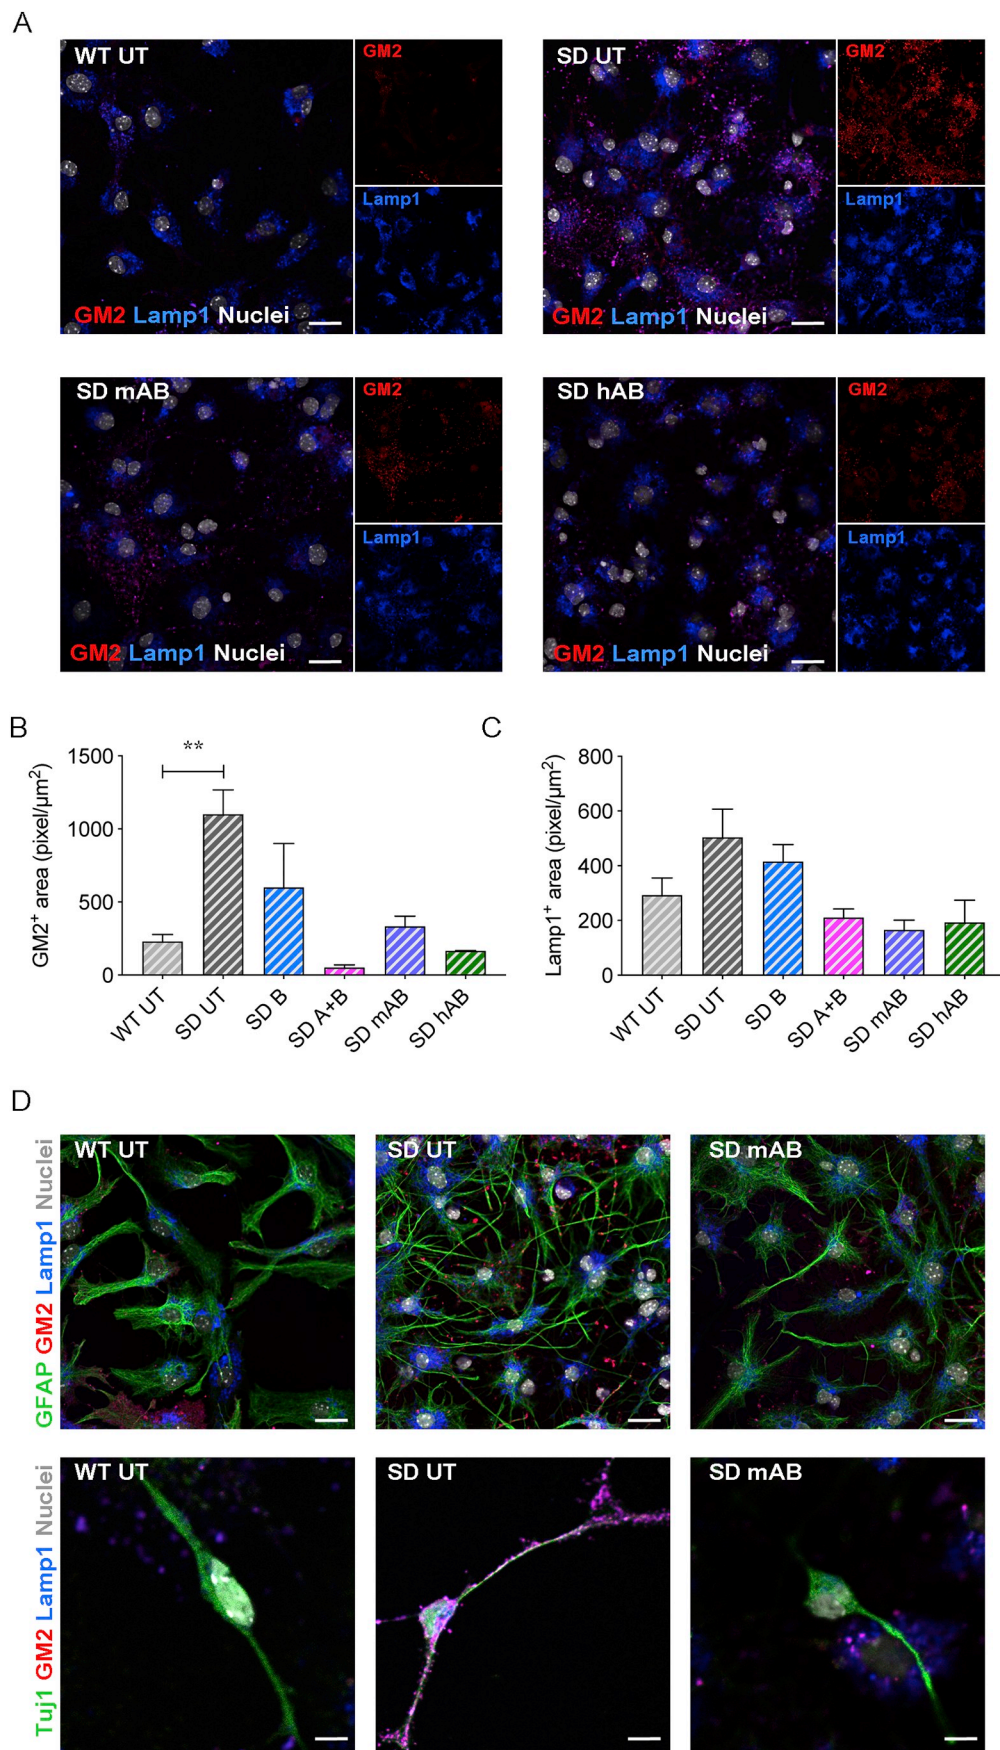 A
WT UT
GM2
Lamp1
GM2 Lamp1 Nuclei
SD UT
GM2
Lamp1
GM2 Lamp1 Nuclei
SD mAB
GM2
Lamp1
GM2 Lamp1 Nuclei
SD hAB
GM2
Lamp1
GM2 Lamp1 Nuclei
B
GM2⁺ area (pixel/µm²)
1500
1000
500
0
**
WT UT
SD UT
SD B
SD A+B
SD mAB
SD hAB
C
Lamp1⁺ area (pixel/µm²)
800
600
400
200
0
WT UT
SD UT
SD B
SD A+B
SD mAB
SD hAB
D
GFAP GM2 Lamp1 Nuclei
WT UT
SD UT
SD mAB
Tuj1 GM2 Lamp1 Nuclei
WT UT
SD UT
SD mAB